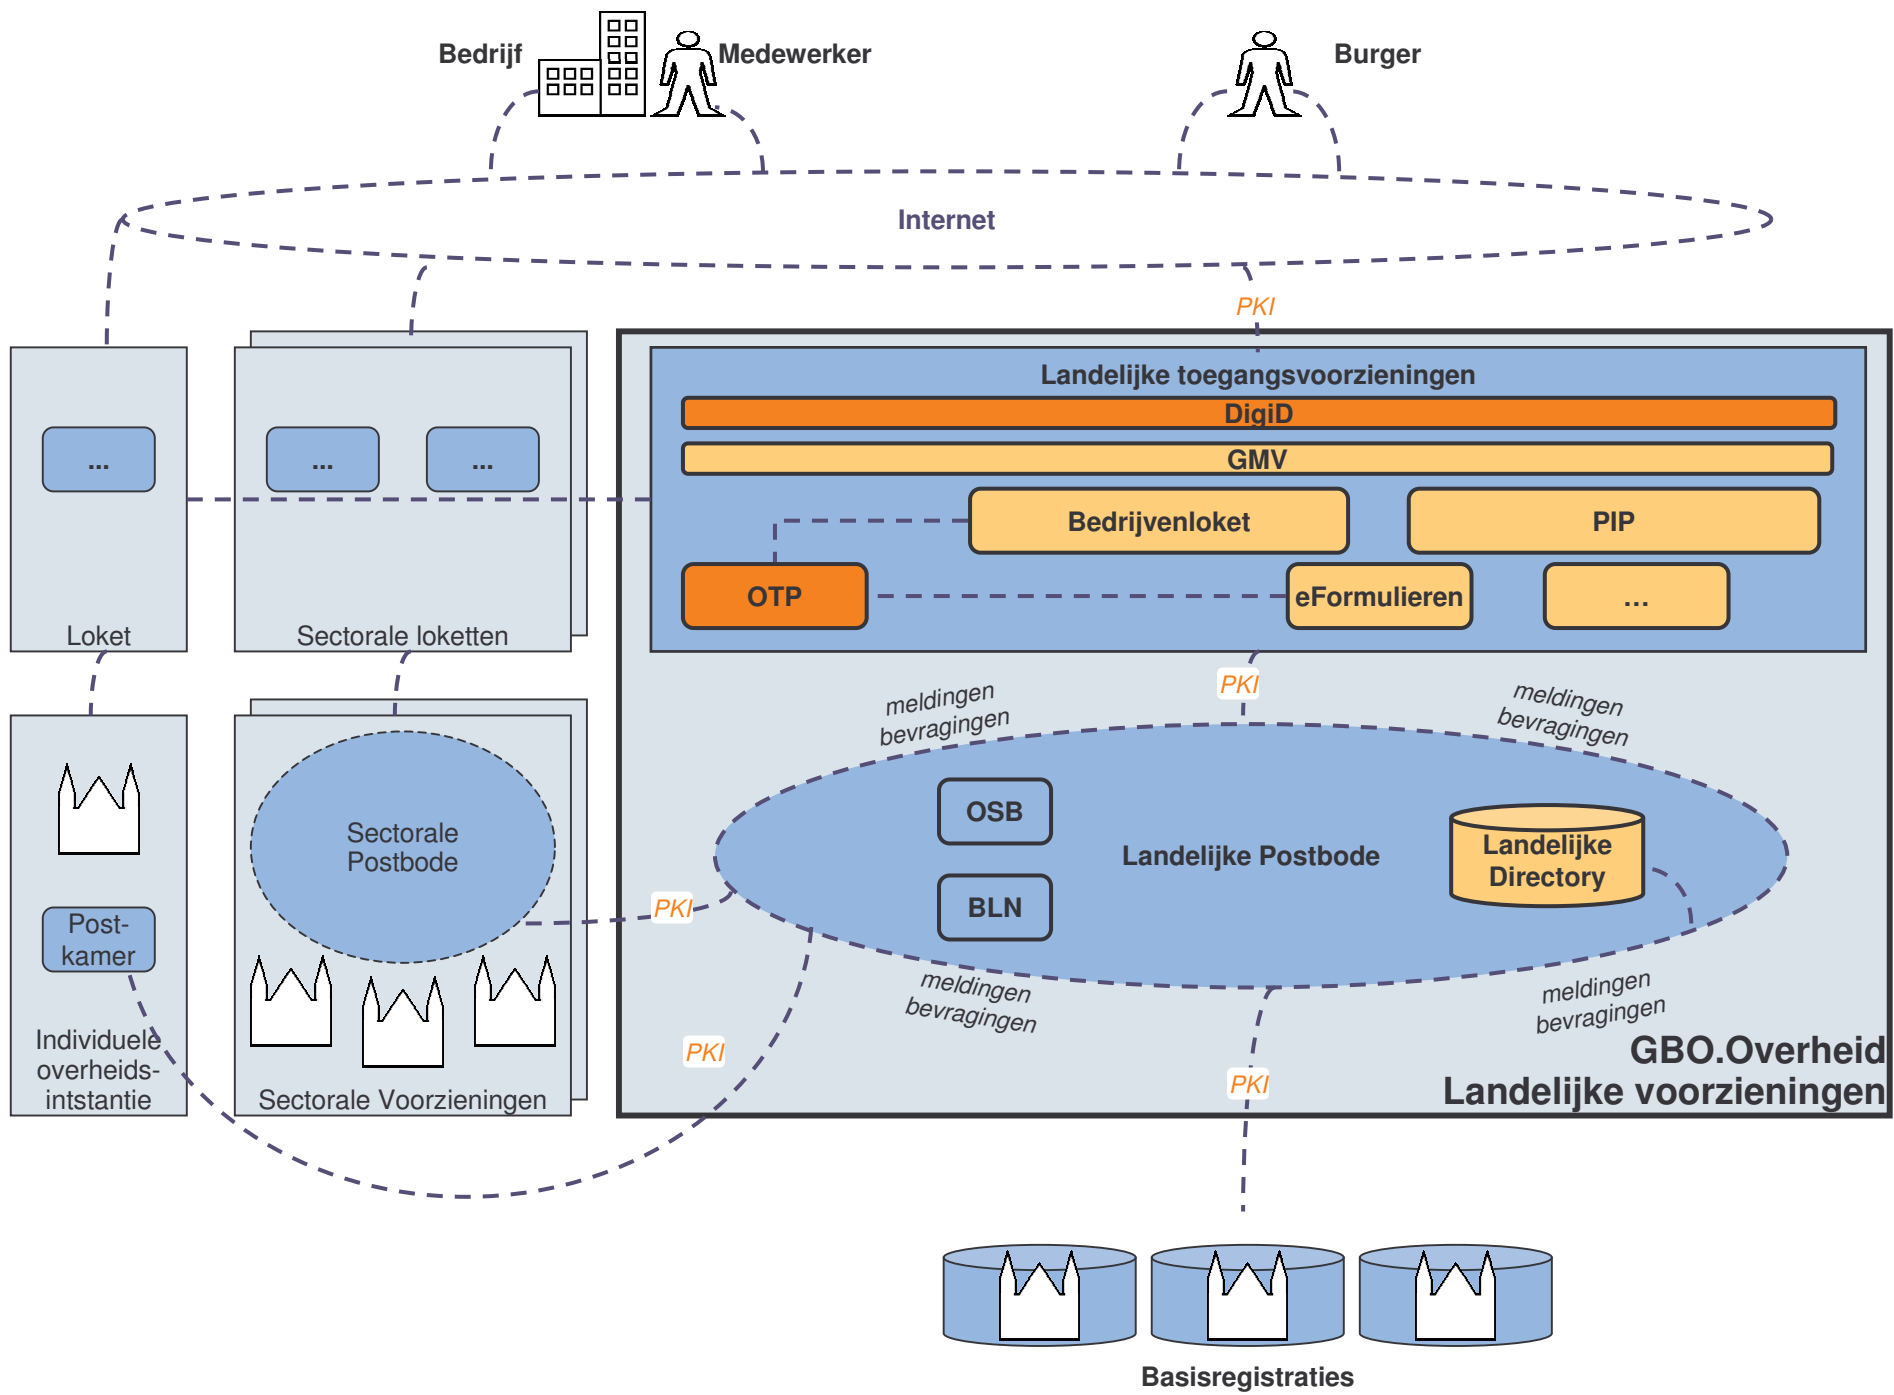 Bedrijf
Medewerker
Burger
Internet
PKI
Landelijke toegangsvoorzieningen
DigiD
GMV
...
...
...
Bedrijvenloket
PIP
OTP
eFormulieren
...
Loket
Sectorale loketten
PKI
meldingen
bevragingen
meldingen
bevragingen
Sectorale
Postbode
OSB
Landelijke Postbode
Landelijke
Directory
BLN
PKI
Post-
kamer
meldingen
bevragingen
meldingen
bevragingen
Individuele
overheids-
intstantie
PKI
GBO.Overheid
Landelijke voorzieningen
PKI
Sectorale Voorzieningen
Basisregistraties